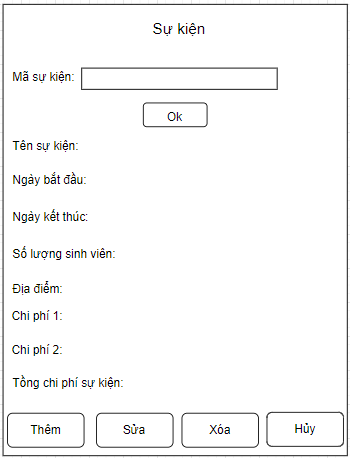 Sự kiện
Mã sự kiện:
Ok
Tên sự kiện:
Ngày bắt đầu:
Ngày kết thúc:
Số lượng sinh viên:
Địa điểm:
Chi phí 1:
Chi phí 2:
Tồng chi phí sự kiện:
Thêm Sửa Xóa Hủy